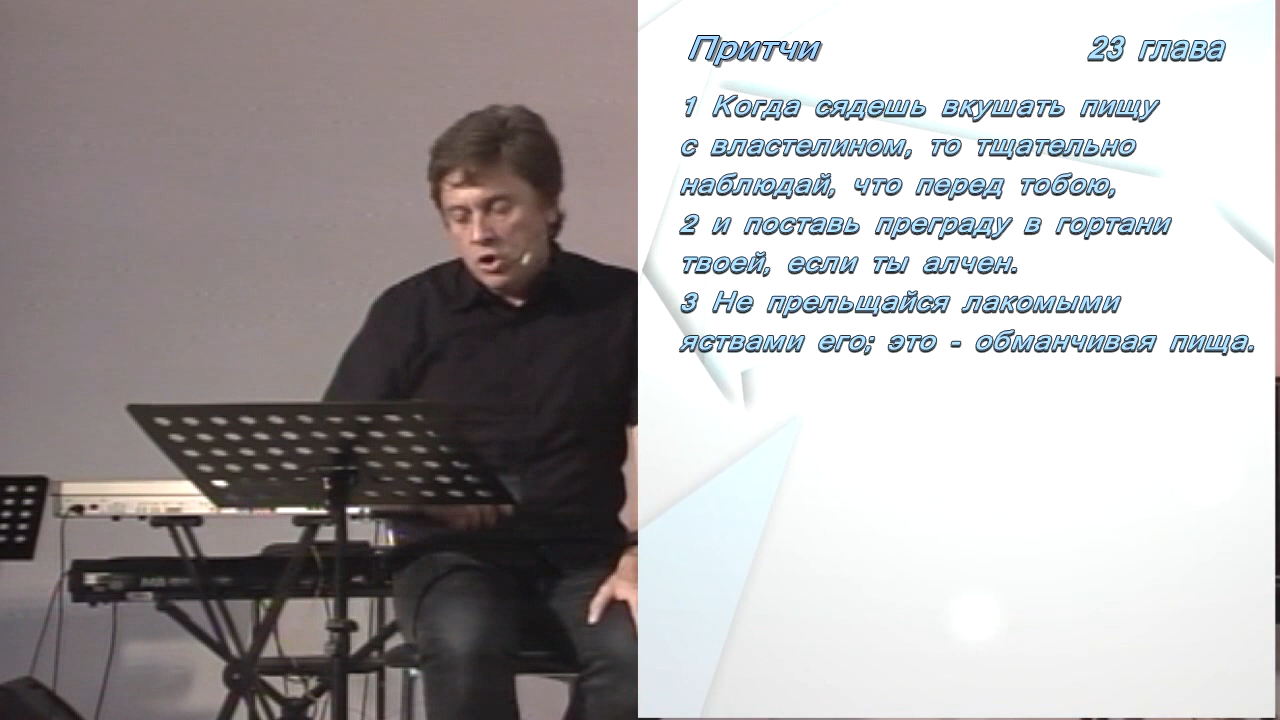 Притчи 23 глава
1 Когда сядешь вкушать пищу
с властелином, то тщательно
наблюдай, что перед тобою,
2 и поставь преграду в гортани
твоей, если ты алчен.
3 Не прельщайся лакомыми
яствами его; это - обманчивая пища.